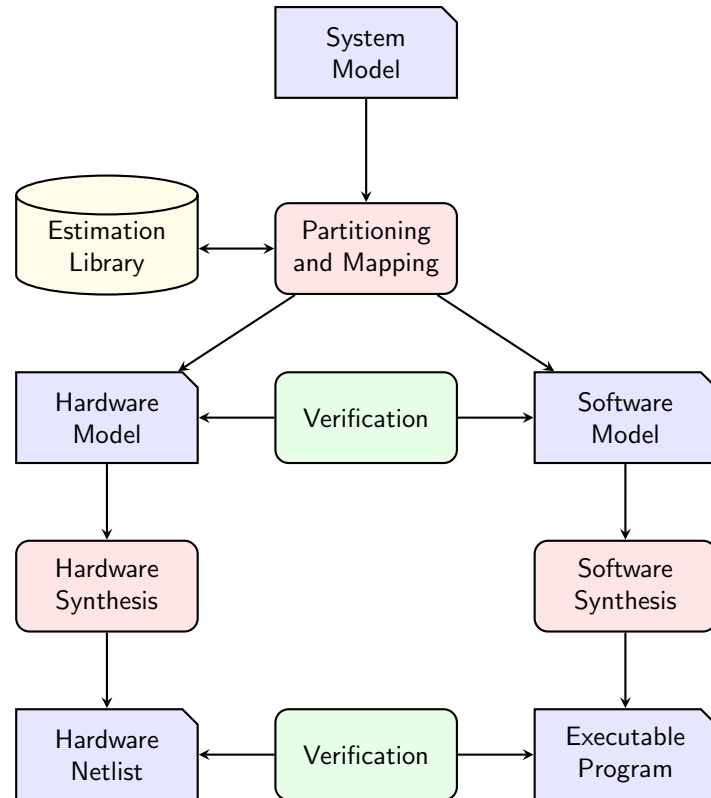 System
Model
Estimation
Library
Partitioning
and Mapping
Hardware
Model
Verification
Software
Model
Hardware
Synthesis
Software
Synthesis
Hardware
Netlist
Verification
Executable
Program